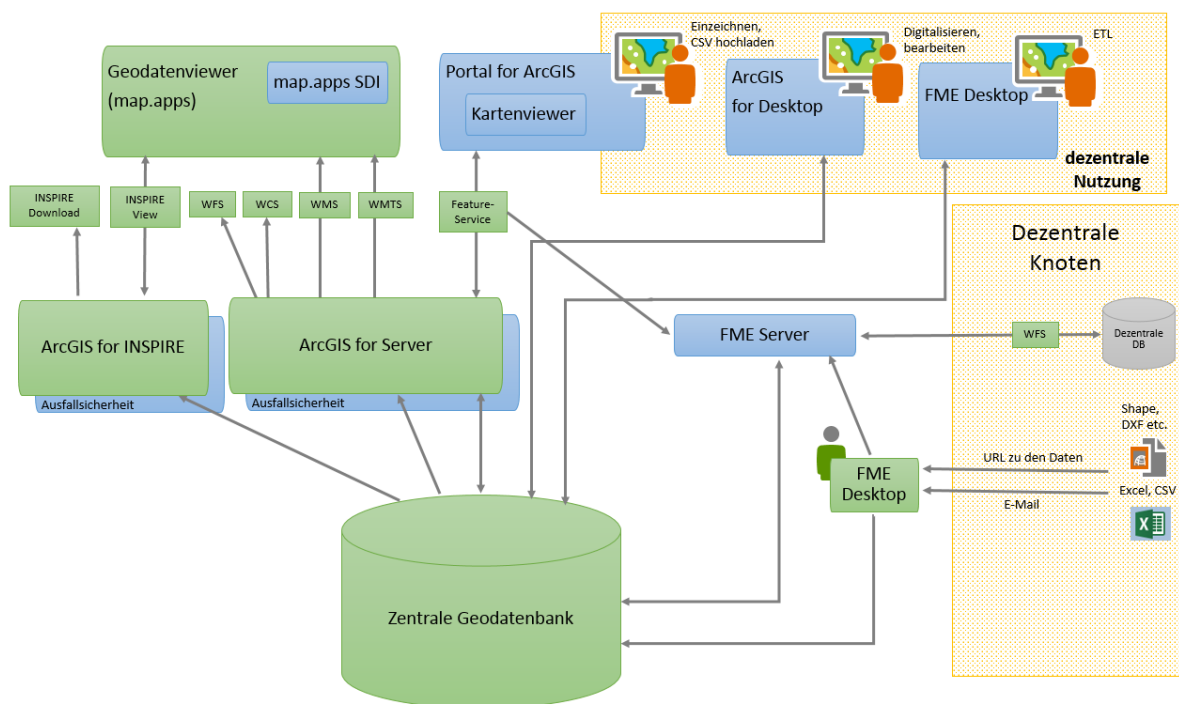 Geodatenviewer
(map.apps)
map.apps SDI
Portal for ArcGIS
Kartenviewer
Einzeichnen,
CSV hochladen
ArcGIS
for Desktop
Digitalisieren,
bearbeiten
FME Desktop
ETL
dezentrale
Nutzung
INSPIRE
Download
INSPIRE
View
WFS
WCS
WMS
WMTS
Feature-
Service
ArcGIS for INSPIRE
Ausfallsicherheit
ArcGIS for Server
Ausfallsicherheit
FME Server
Dezentrale
Knoten
WFS
Dezentrale
DB
Shape,
DXF etc.
URL zu den Daten
FME
Desktop
Excel, CSV
E-Mail
X
Zentrale Geodatenbank